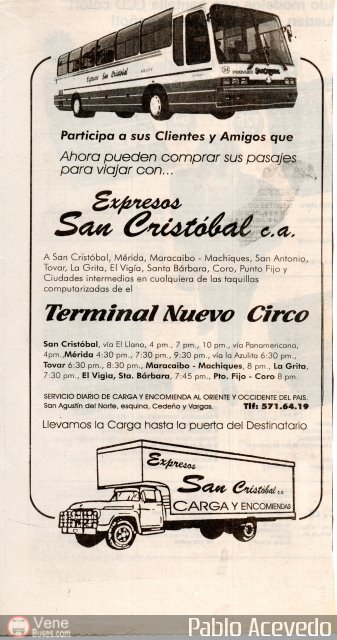 Expresos San Cristóbal
Participa a sus Clientes y Amigos que
Ahora pueden comprar sus pasajes
para viajar con...
Expresos
San Cristóbal c.a.
A San Cristóbal, Mérida, Maracaibo - Machiques, San Antonio,
Tovar, La Grita, El Vigía, Santa Bárbara, Coro, Punto Fijo y
Ciudades intermedias en cualquiera de las taquillas
computarizadas de el
Terminal Nuevo Circo
San Cristóbal, vía El Llano, 4 pm., 7 pm., 10 pm., vía Panamericana,
4pm.,Mérida 4:30 pm., 7:30 pm., 9:30 pm., vía la Azulita 6:30 pm.,
Tovar 6:30 pm., 8:30 pm., Maracaibo - Machiques, 8 pm., La Grita,
7:30 pm., El Vigia, Sta. Bárbara, 7:45 pm., Pto. Fijo - Coro 8 pm.
SERVICIO DIARIO DE CARGA Y ENCOMIENDA AL ORIENTE Y OCCIDENTE DEL PAIS.
San Agustín del Norte, esquina, Cedeño y Vargas. Tlf: 571.64.19
Llevamos la Carga hasta la puerta del Destinatario
Expresos
San Cristóbal c.a.
CARGA Y ENCOMIENDAS
Vene
Buses.com
Pablo Acevedo